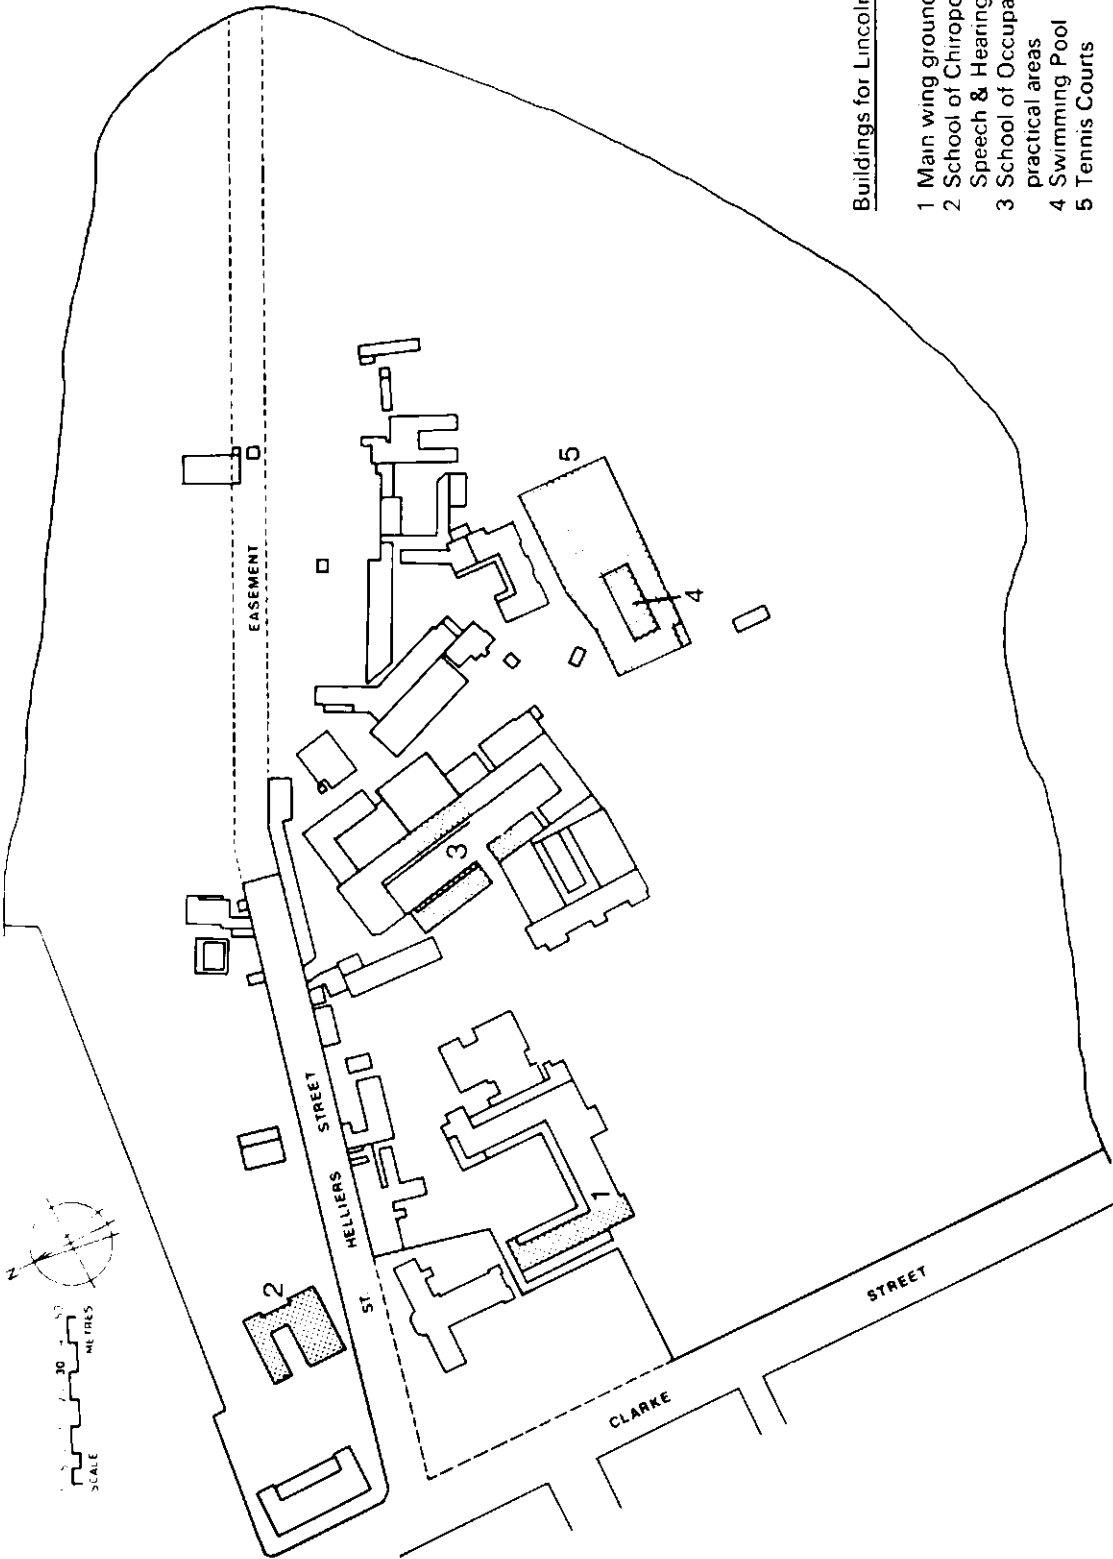 Buildings for Lincoln
1 Main wing ground
2 School of Chiropo
Speech & Hearing
3 School of Occupa
practical areas
4 Swimming Pool
5 Tennis Courts
EASEMENT
HELLIERS STREET
ST.
CLARKE STREET
1
2
3
4
5
N
SCALE
30
50
METRES